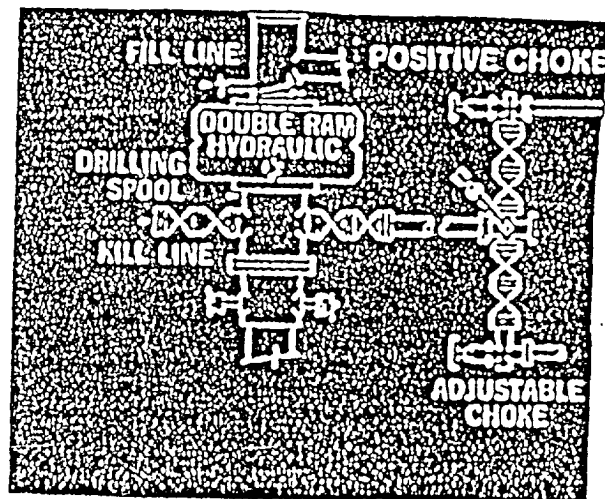 FILL LINE
POSITIVE CHOKE
DOUBLE RAM
HYDRAULIC
DRILLING
SPOOL
KILL LINE
ADJUSTABLE
CHOKE